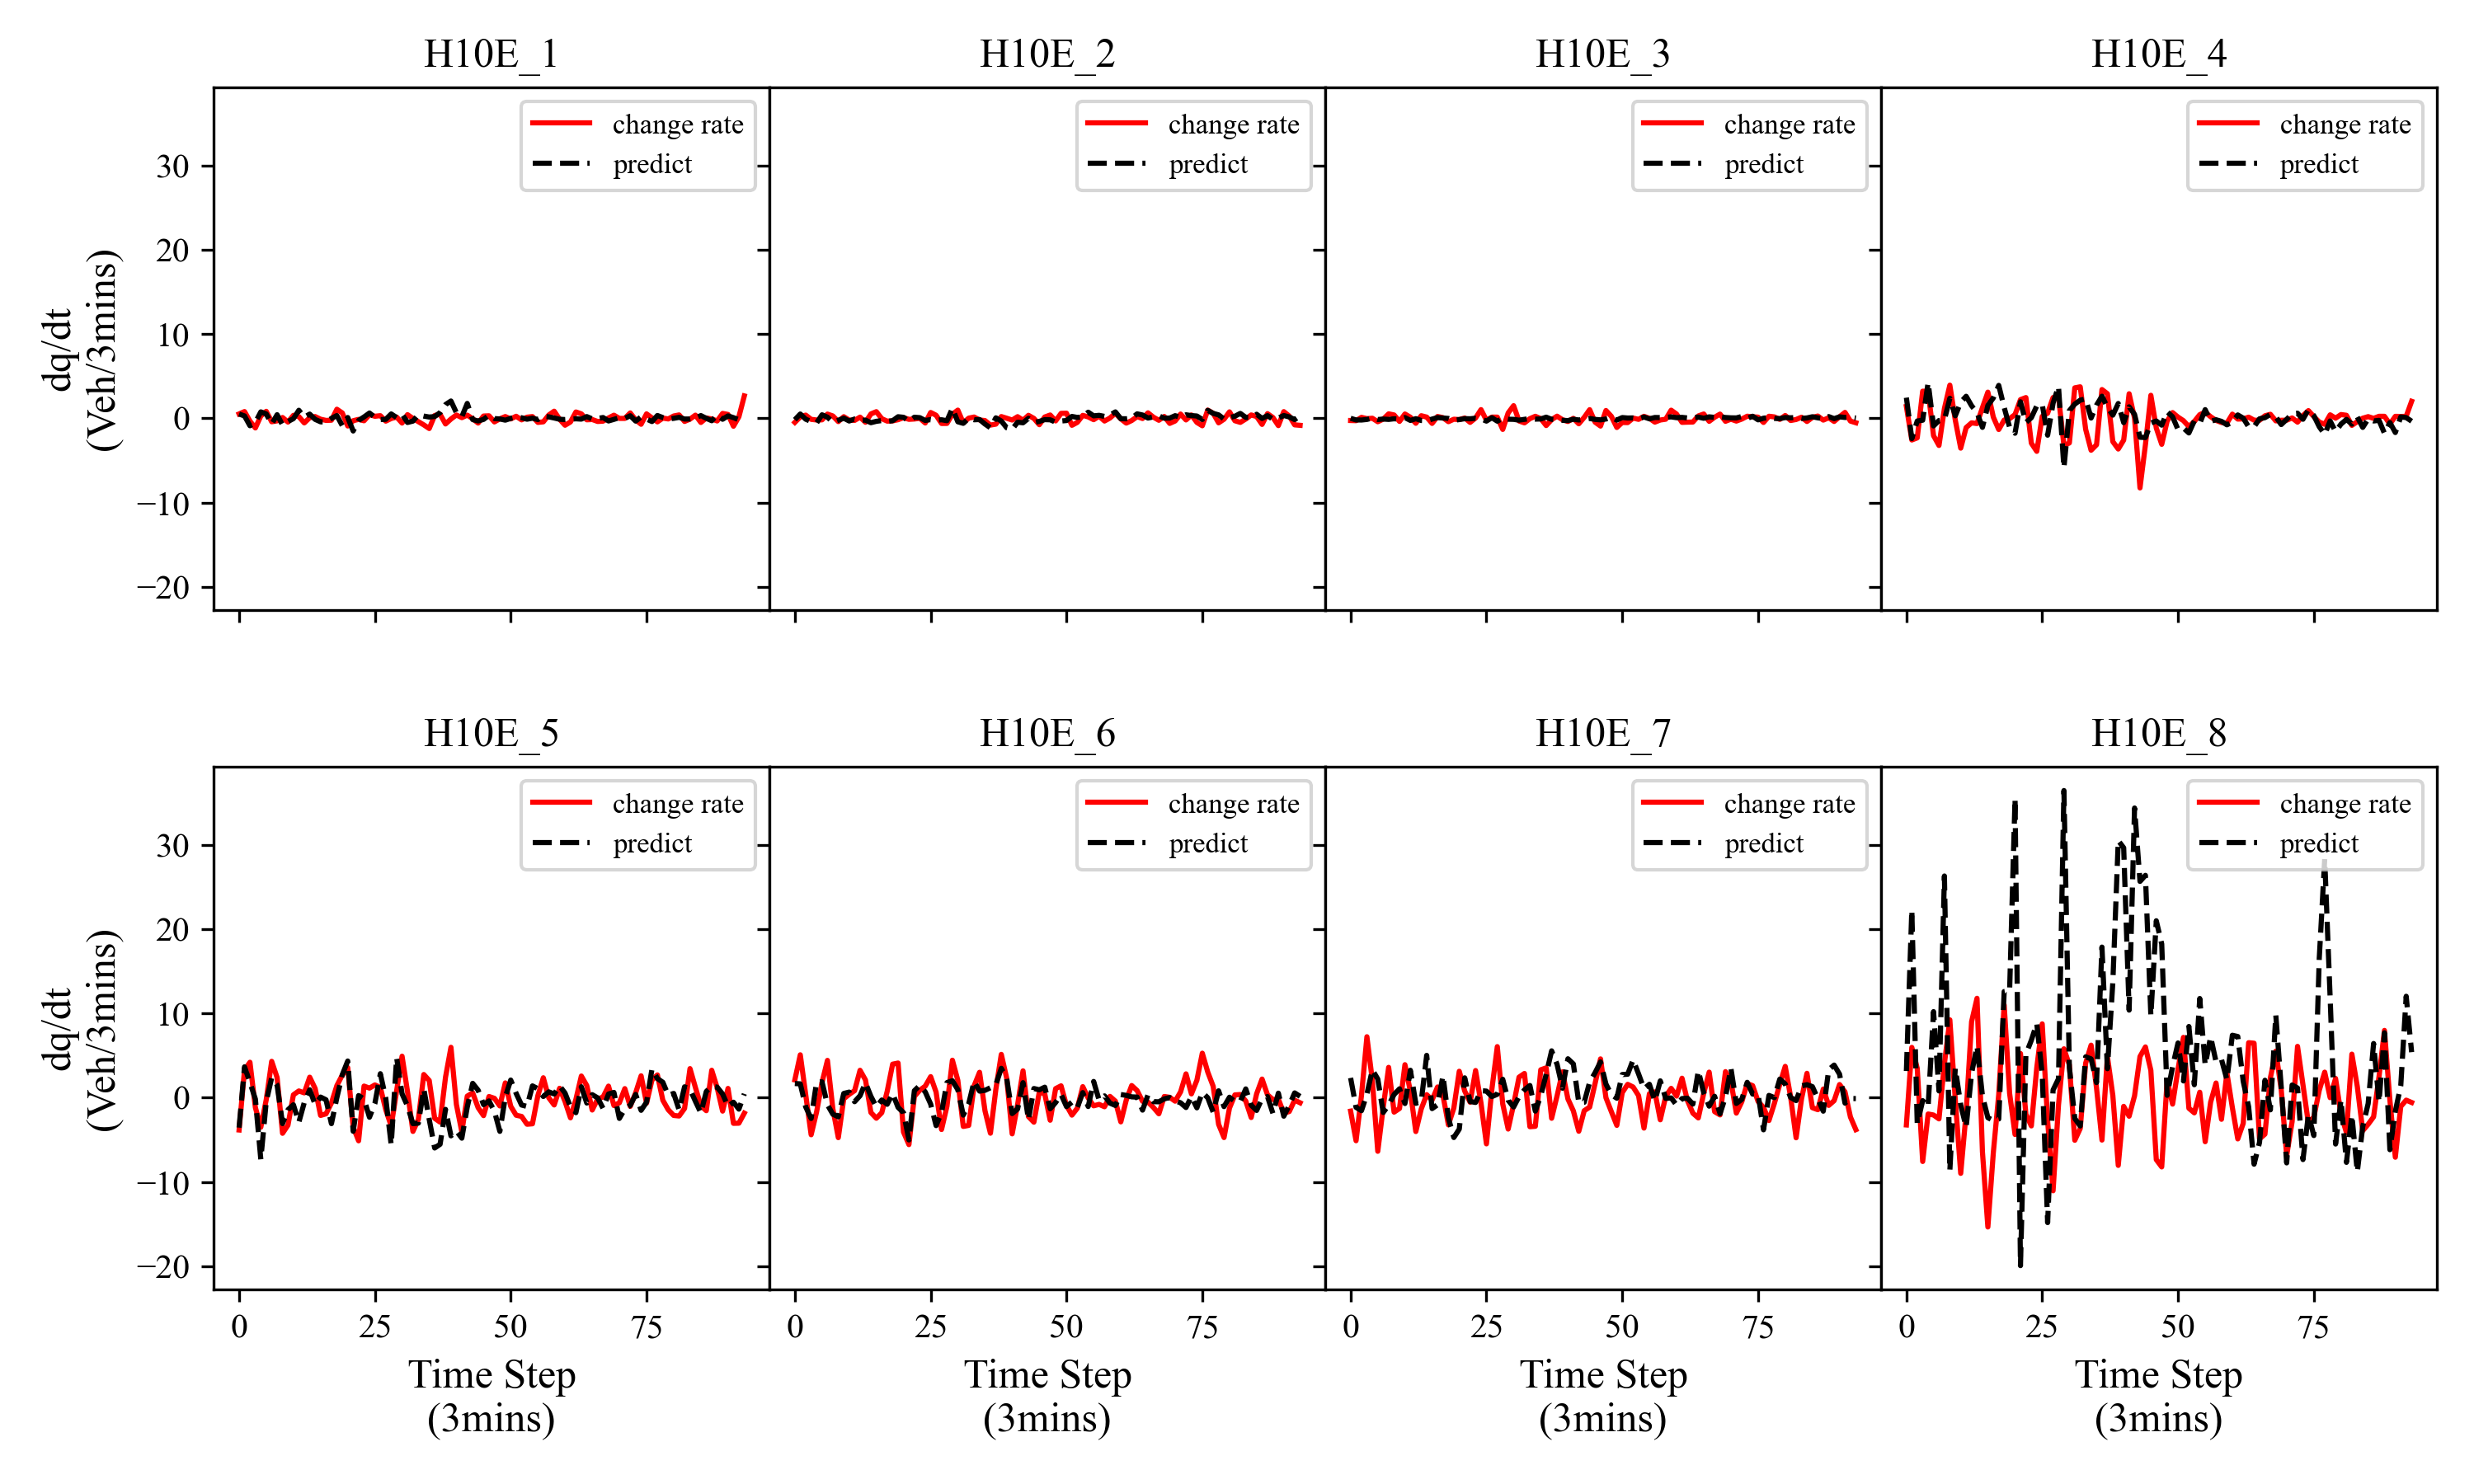 H10E_1
H10E_2
H10E_3
H10E_4
change rate
predict
change rate
predict
change rate
predict
change rate
predict
30
20
10
0
−10
−20
dq/dt
(Veh/3mins)
H10E_5
H10E_6
H10E_7
H10E_8
change rate
predict
change rate
predict
change rate
predict
change rate
predict
30
20
10
0
−10
−20
dq/dt
(Veh/3mins)
0 25 50 75
0 25 50 75
0 25 50 75
0 25 50 75
Time Step
(3mins)
Time Step
(3mins)
Time Step
(3mins)
Time Step
(3mins)